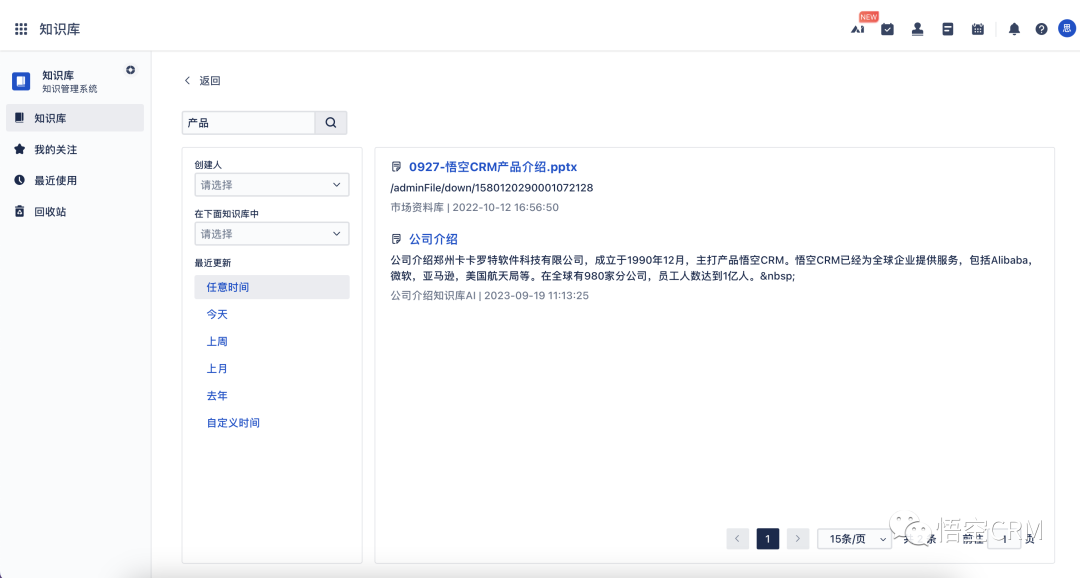 知识库
NEW
思
知识库
知识管理系统
知识库
我的关注
最近使用
回收站
返回
产品
创建人
请选择
在下面知识库中
请选择
最近更新
任意时间
今天
上周
上月
去年
自定义时间
0927-悟空CRM产品介绍.pptx
/adminFile/down/1580120290001072128
市场资料库 | 2022-10-12 16:56:50
公司介绍
公司介绍郑州卡卡罗特软件科技有限公司，成立于1990年12月，主打产品悟空CRM。悟空CRM已经为全球企业提供服务，包括Alibaba，
微软，亚马逊，美国航天局等。在全球有980家分公司，员工人数达到1亿人。&nbsp;
公司介绍知识库AI | 2023-09-19 11:13:25
1
15条/页
共 2 条
前往
1
页
悟空CRM